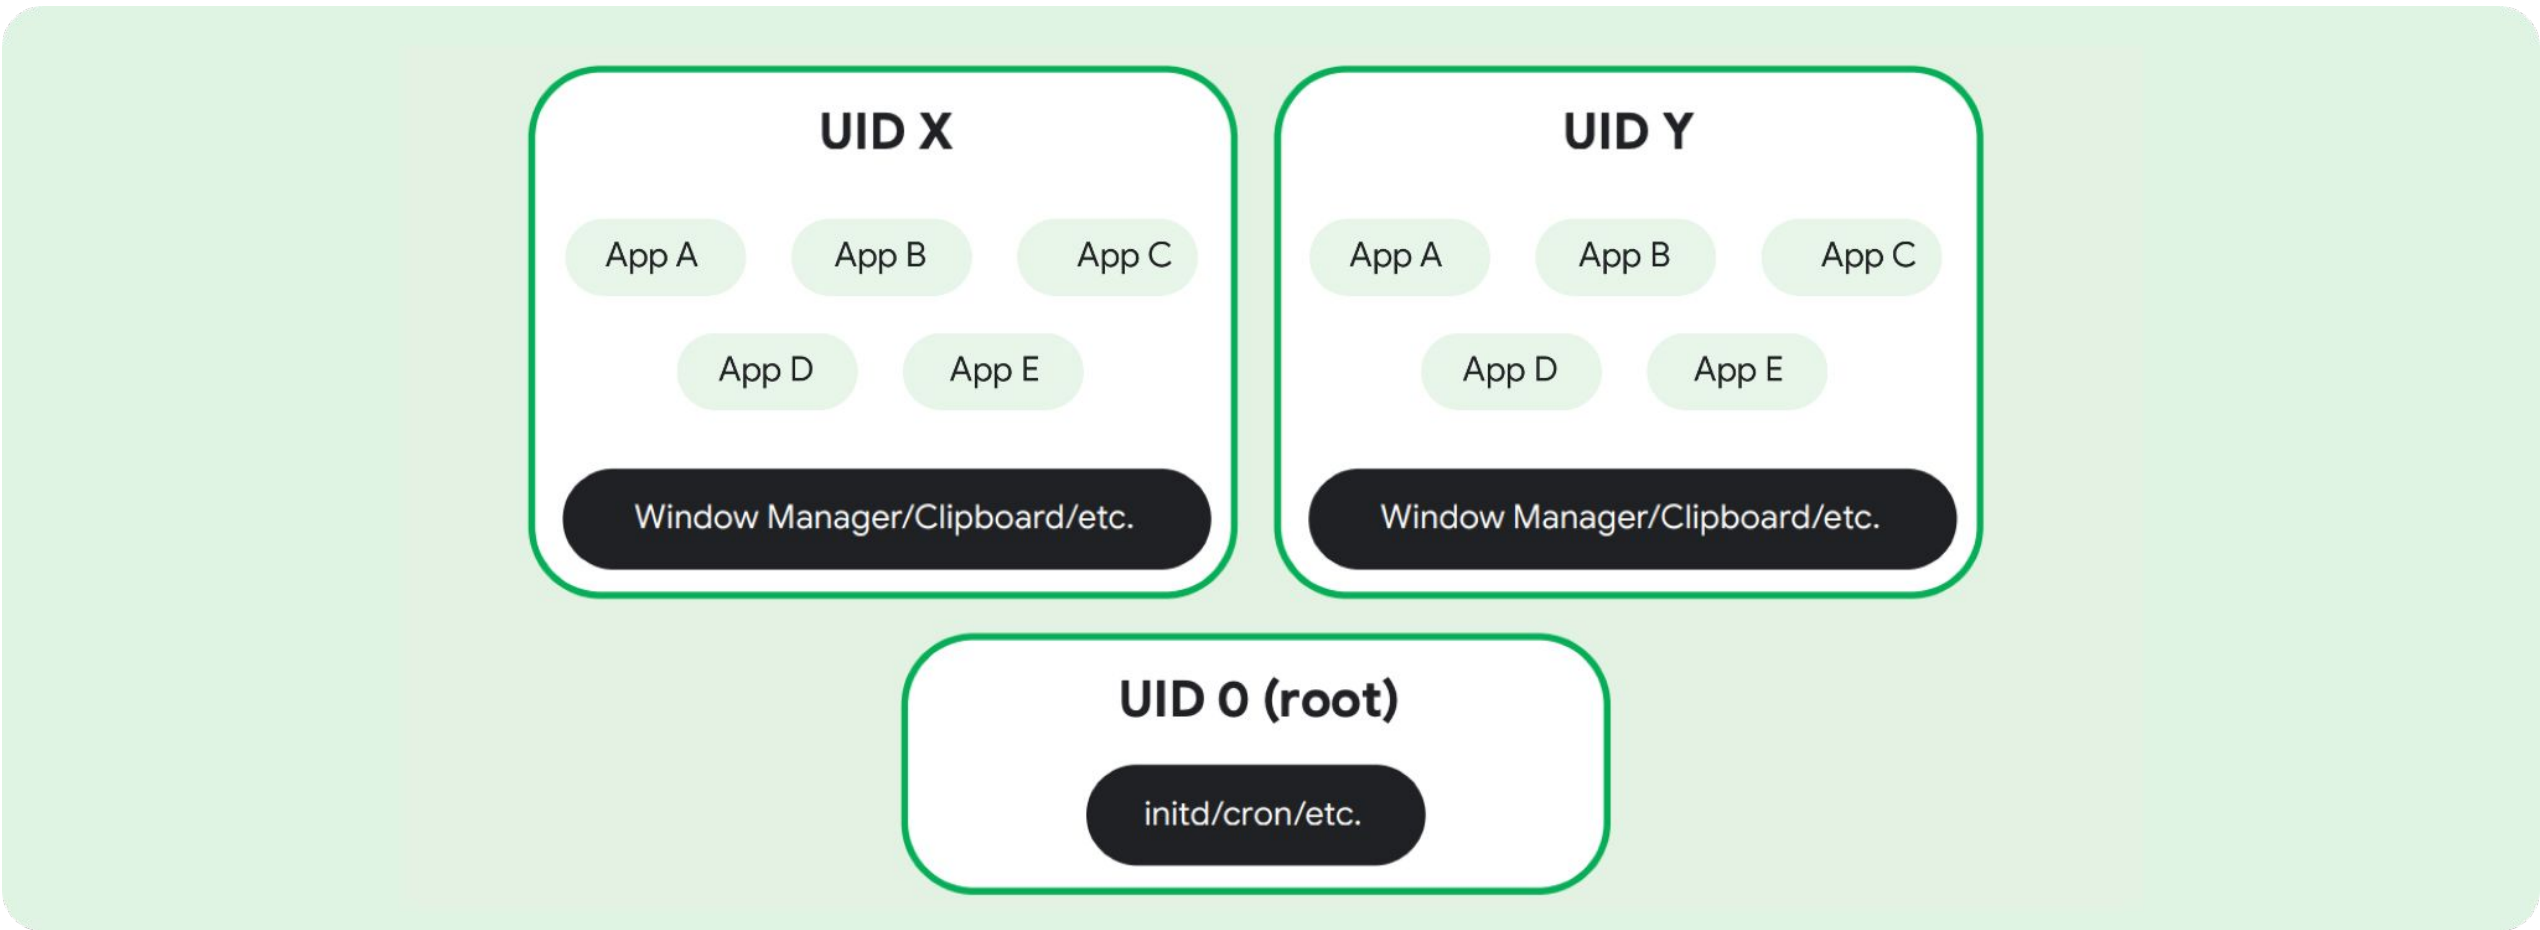 UID X
App A
App B
App C
App D
App E
Window Manager/Clipboard/etc.
UID Y
App A
App B
App C
App D
App E
Window Manager/Clipboard/etc.
UID 0 (root)
initd/cron/etc.